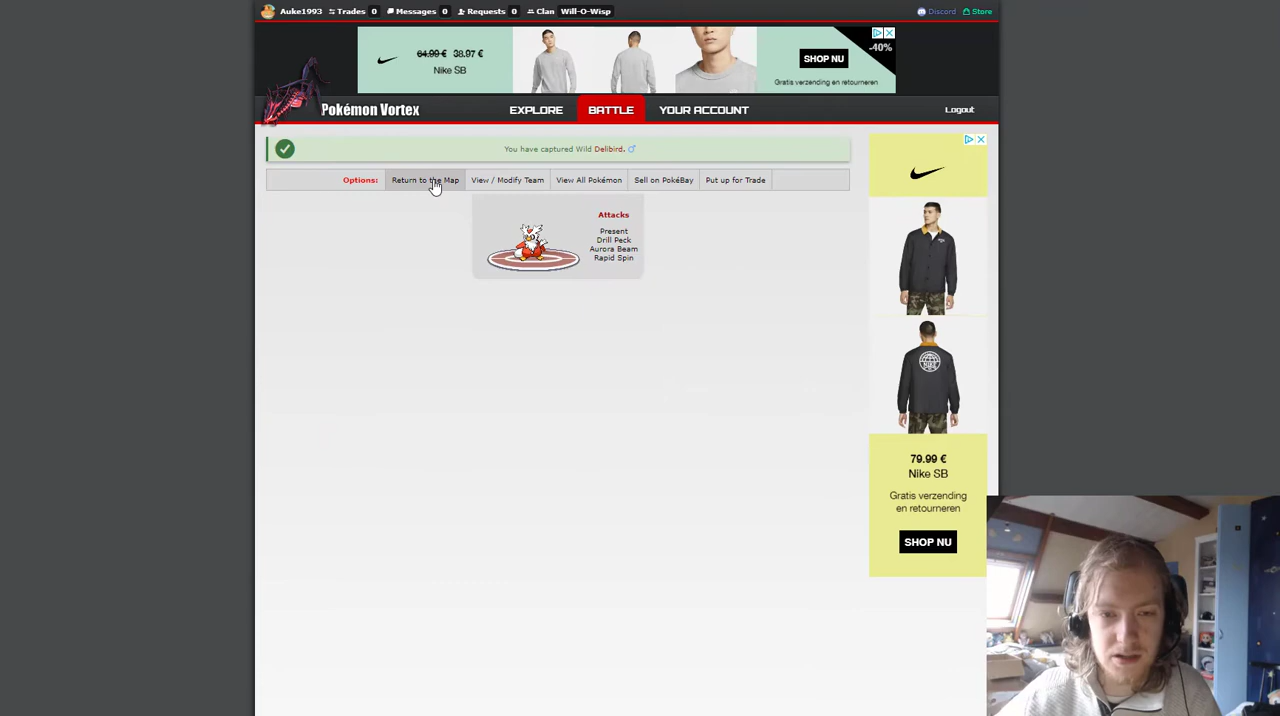 Auke1993 Trades 0 Messages 0 Requests 0 Clan Will-O-Wisp Discord Store
64.99 € 38.97 €
Nike SB
SHOP NU
-40%
Gratis verzending en retourneren
Pokémon Vortex
EXPLORE BATTLE YOUR ACCOUNT Logout
You have captured Wild Delibird. ♂
Options: Return to the Map View / Modify Team View All Pokémon Sell on PokéBay Put up for Trade
Attacks
Present
Drill Peck
Aurora Beam
Rapid Spin
79.99 €
Nike SB
Gratis verzending
en retourneren
SHOP NU